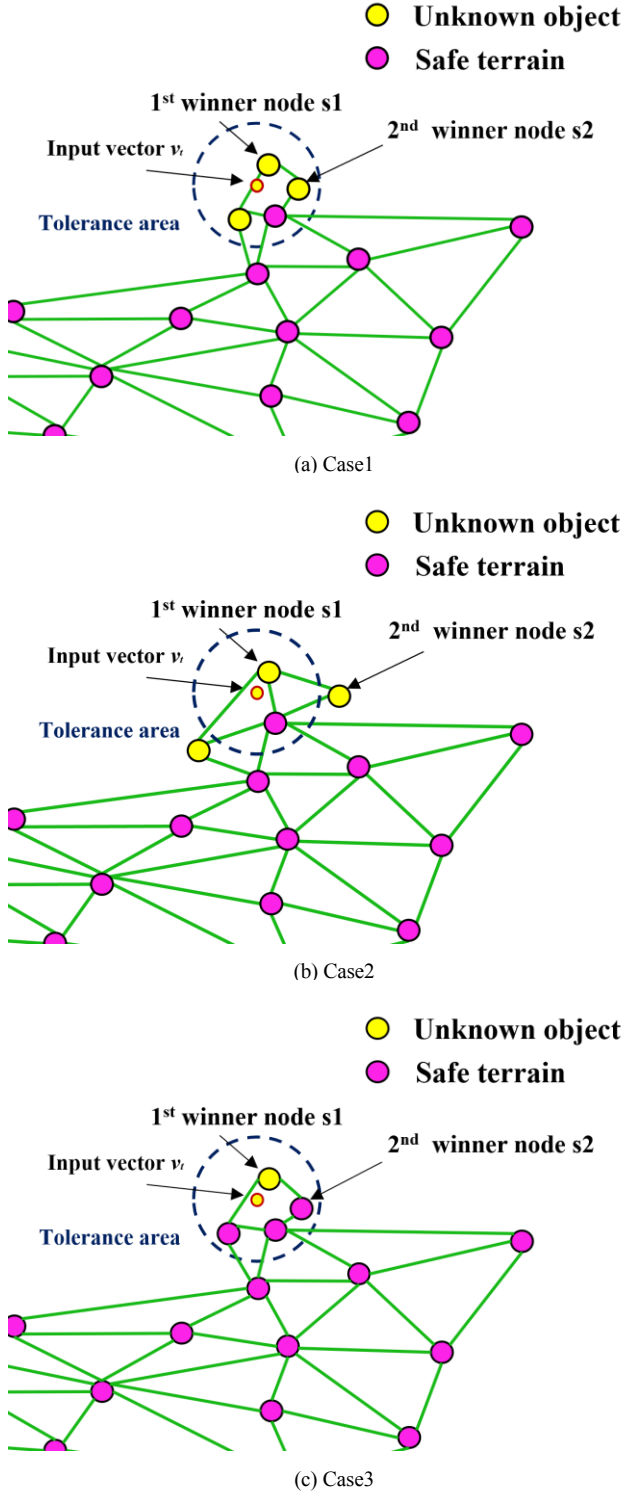 Unknown object
Safe terrain
1st winner node s1
2nd winner node s2
Input vector vt
Tolerance area
(a) Case1
Unknown object
Safe terrain
1st winner node s1
2nd winner node s2
Input vector vt
Tolerance area
(b) Case2
Unknown object
Safe terrain
1st winner node s1
2nd winner node s2
Input vector vt
Tolerance area
(c) Case3